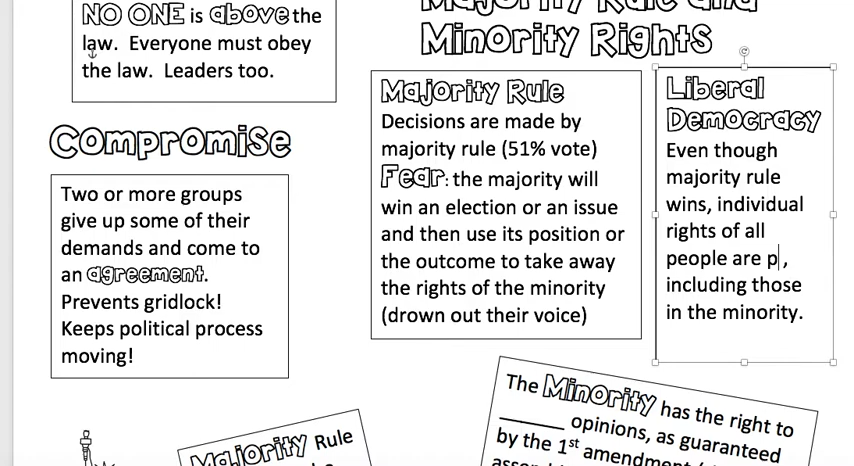 NO ONE is above the
law. Everyone must obey
the law. Leaders too.
Compromise
Two or more groups
give up some of their
demands and come to
an agreement.
Prevents gridlock!
Keeps political process
moving!
Majority Rule and
Minority Rights
Majority Rule
Decisions are made by
majority rule (51% vote)
Fear: the majority will
win an election or an issue
and then use its position or
the outcome to take away
the rights of the minority
(drown out their voice)
Liberal
Democracy
Even though
majority rule
wins, individual
rights of all
people are p ,
including those
in the minority.
Majority Rule
The Minority has the right to
________ opinions, as guaranteed
by the 1st amendment